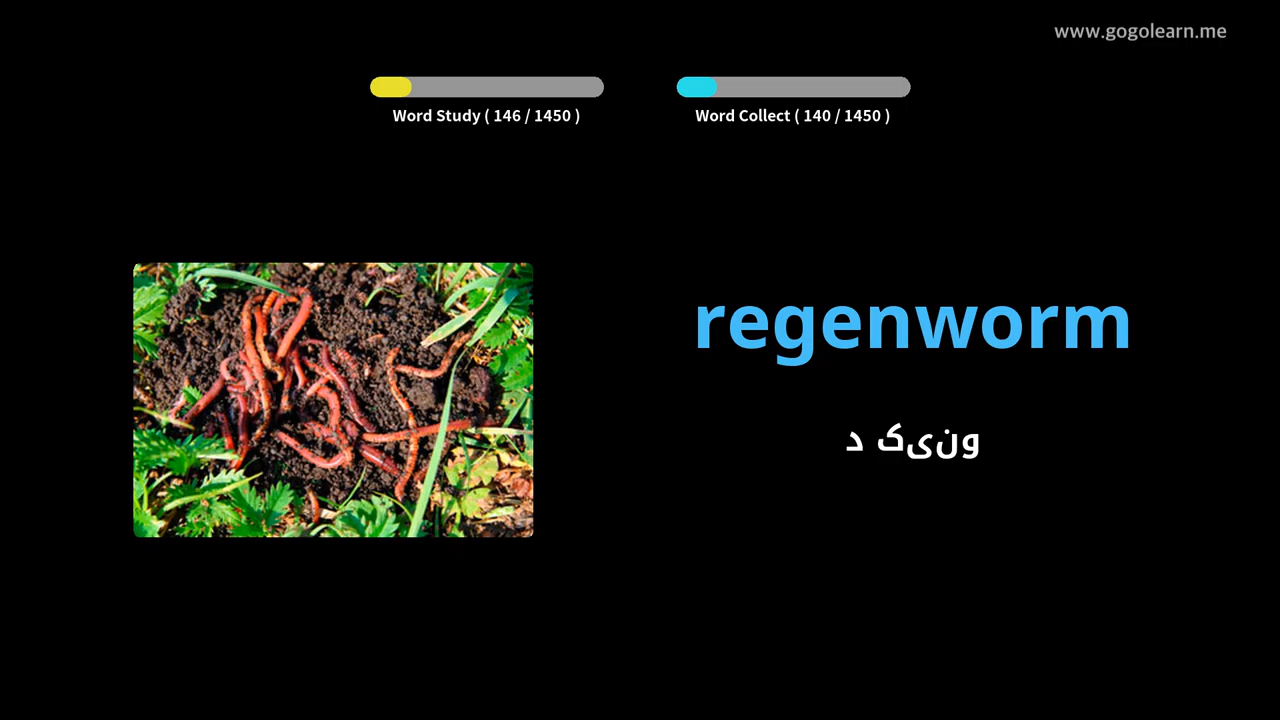 www.gogolearn.me
Word Study ( 146 / 1450 )
Word Collect ( 140 / 1450 )
regenworm
ونیک د